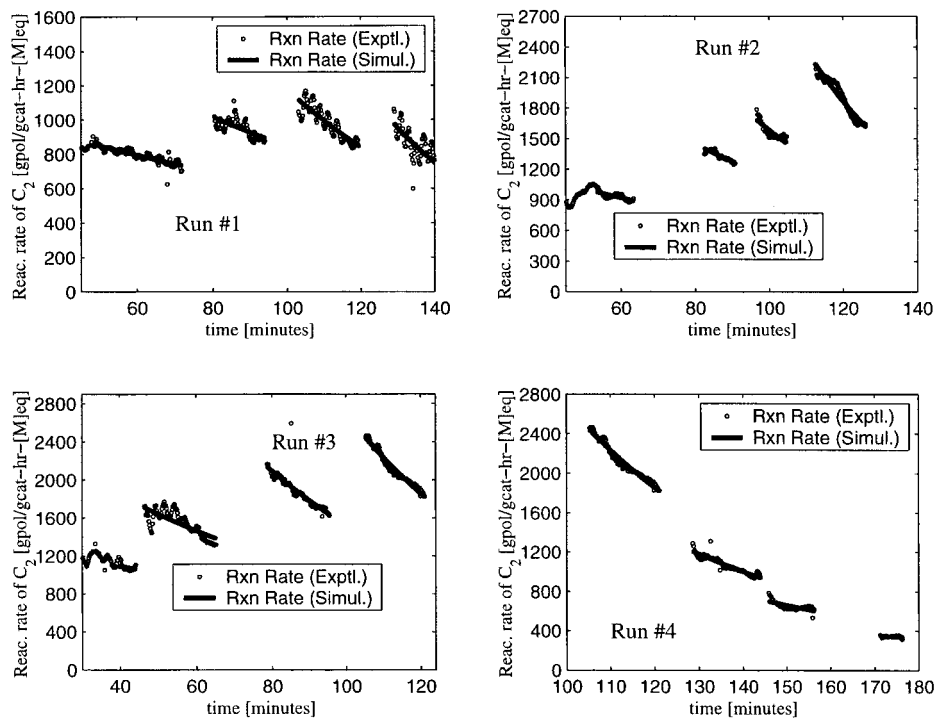 Reac. rate of C2 [gpol/gcat-hr-[M]eq]
1600
1400
1200
1000
800
600
400
200
0
Rxn Rate (Exptl.)
Rxn Rate (Simul.)
Run #1
60 80 100 120 140
time [minutes]
Reac. rate of C2 [gpol/gcat-hr-[M]eq]
2700
2400
2100
1800
1500
1200
900
600
300
0
Run #2
Rxn Rate (Exptl.)
Rxn Rate (Simul.)
60 80 100 120 140
time [minutes]
Reac. rate of C2 [gpol/gcat-hr-[M]eq]
2800
2400
2000
1600
1200
800
400
0
Run #3
Rxn Rate (Exptl.)
Rxn Rate (Simul.)
40 60 80 100 120
time [minutes]
Reac. rate of C2 [gpol/gcat-hr-[M]eq]
2800
2400
2000
1600
1200
800
400
0
Rxn Rate (Exptl.)
Rxn Rate (Simul.)
Run #4
100 110 120 130 140 150 160 170 180
time [minutes]